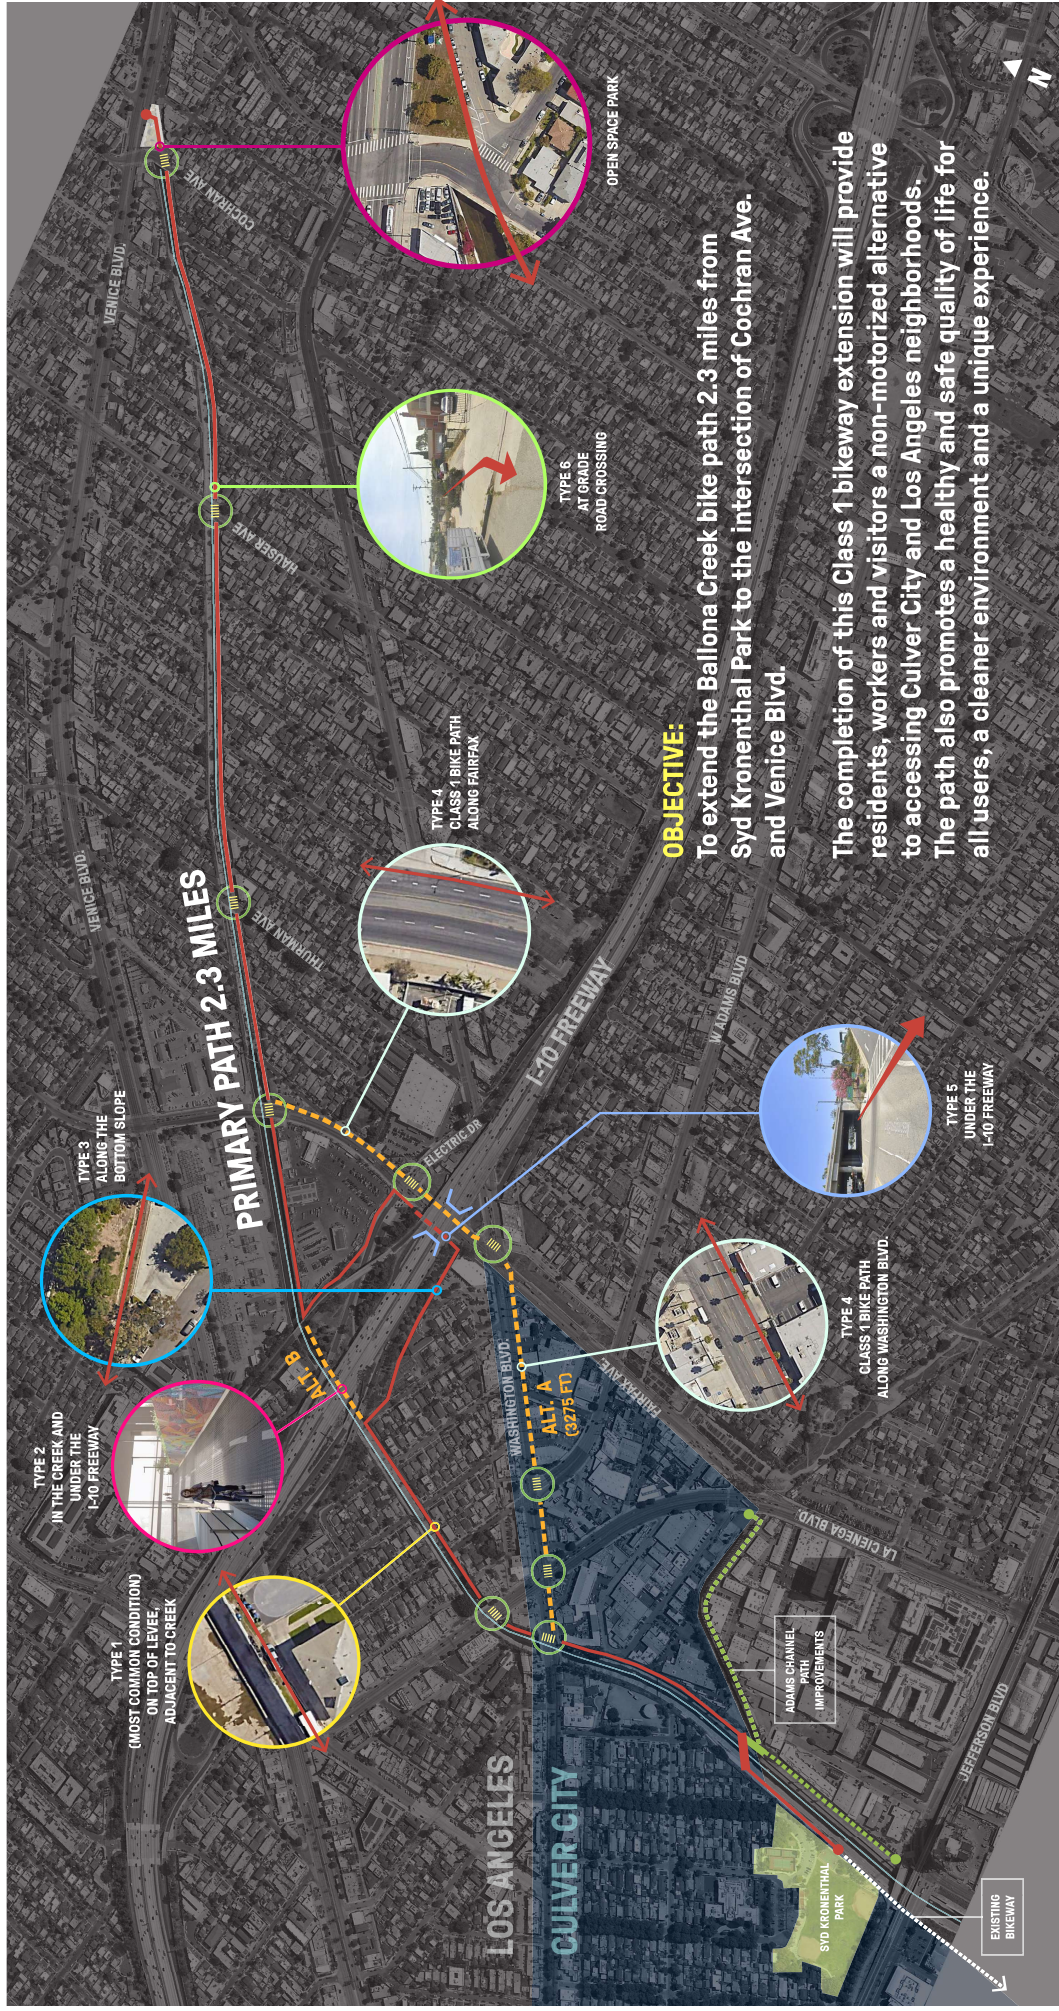 TYPE 1
(MOST COMMON CONDITION)
ON TOP OF LEVEE,
ADJACENT TO CREEK
TYPE 2
IN THE CREEK AND
UNDER THE
I-10 FREEWAY
TYPE 3
ALONG THE
BOTTOM SLOPE
PRIMARY PATH 2.3 MILES
VENICE BLVD.
VENICE BLVD.
COCHRAN AVE
HAUSER AVE
THURMAN AVE
ALT. B
TYPE 4
CLASS 1 BIKE PATH
ALONG FAIRFAX
TYPE 6
AT GRADE
ROAD CROSSING
OPEN SPACE PARK
ELECTRIC DR
I-10 FREEWAY
W ADAMS BLVD
WASHINGTON BLVD.
ALT. A
(3275 FT)
FAIRFAX AVE.
LOS ANGELES
CULVER CITY
TYPE 4
CLASS 1 BIKE PATH
ALONG WASHINGTON BLVD.
TYPE 5
UNDER THE
I-10 FREEWAY
LA CIENEGA BLVD
ADAMS CHANNEL
PATH
IMPROVEMENTS
JEFFERSON BLVD
SYD KRONENTHAL
PARK
EXISTING
BIKEWAY
OBJECTIVE:
To extend the Ballona Creek bike path 2.3 miles from
Syd Kronenthal Park to the intersection of Cochran Ave.
and Venice Blvd.
The completion of this Class 1 bikeway extension will provide
residents, workers and visitors a non-motorized alternative
to accessing Culver City and Los Angeles neighborhoods.
The path also promotes a healthy and safe quality of life for
all users, a cleaner environment and a unique experience.
N